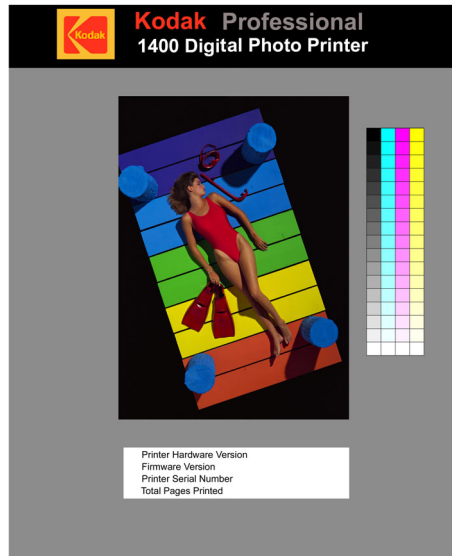 Kodak
Kodak Professional
1400 Digital Photo Printer
Printer Hardware Version
Firmware Version
Printer Serial Number
Total Pages Printed